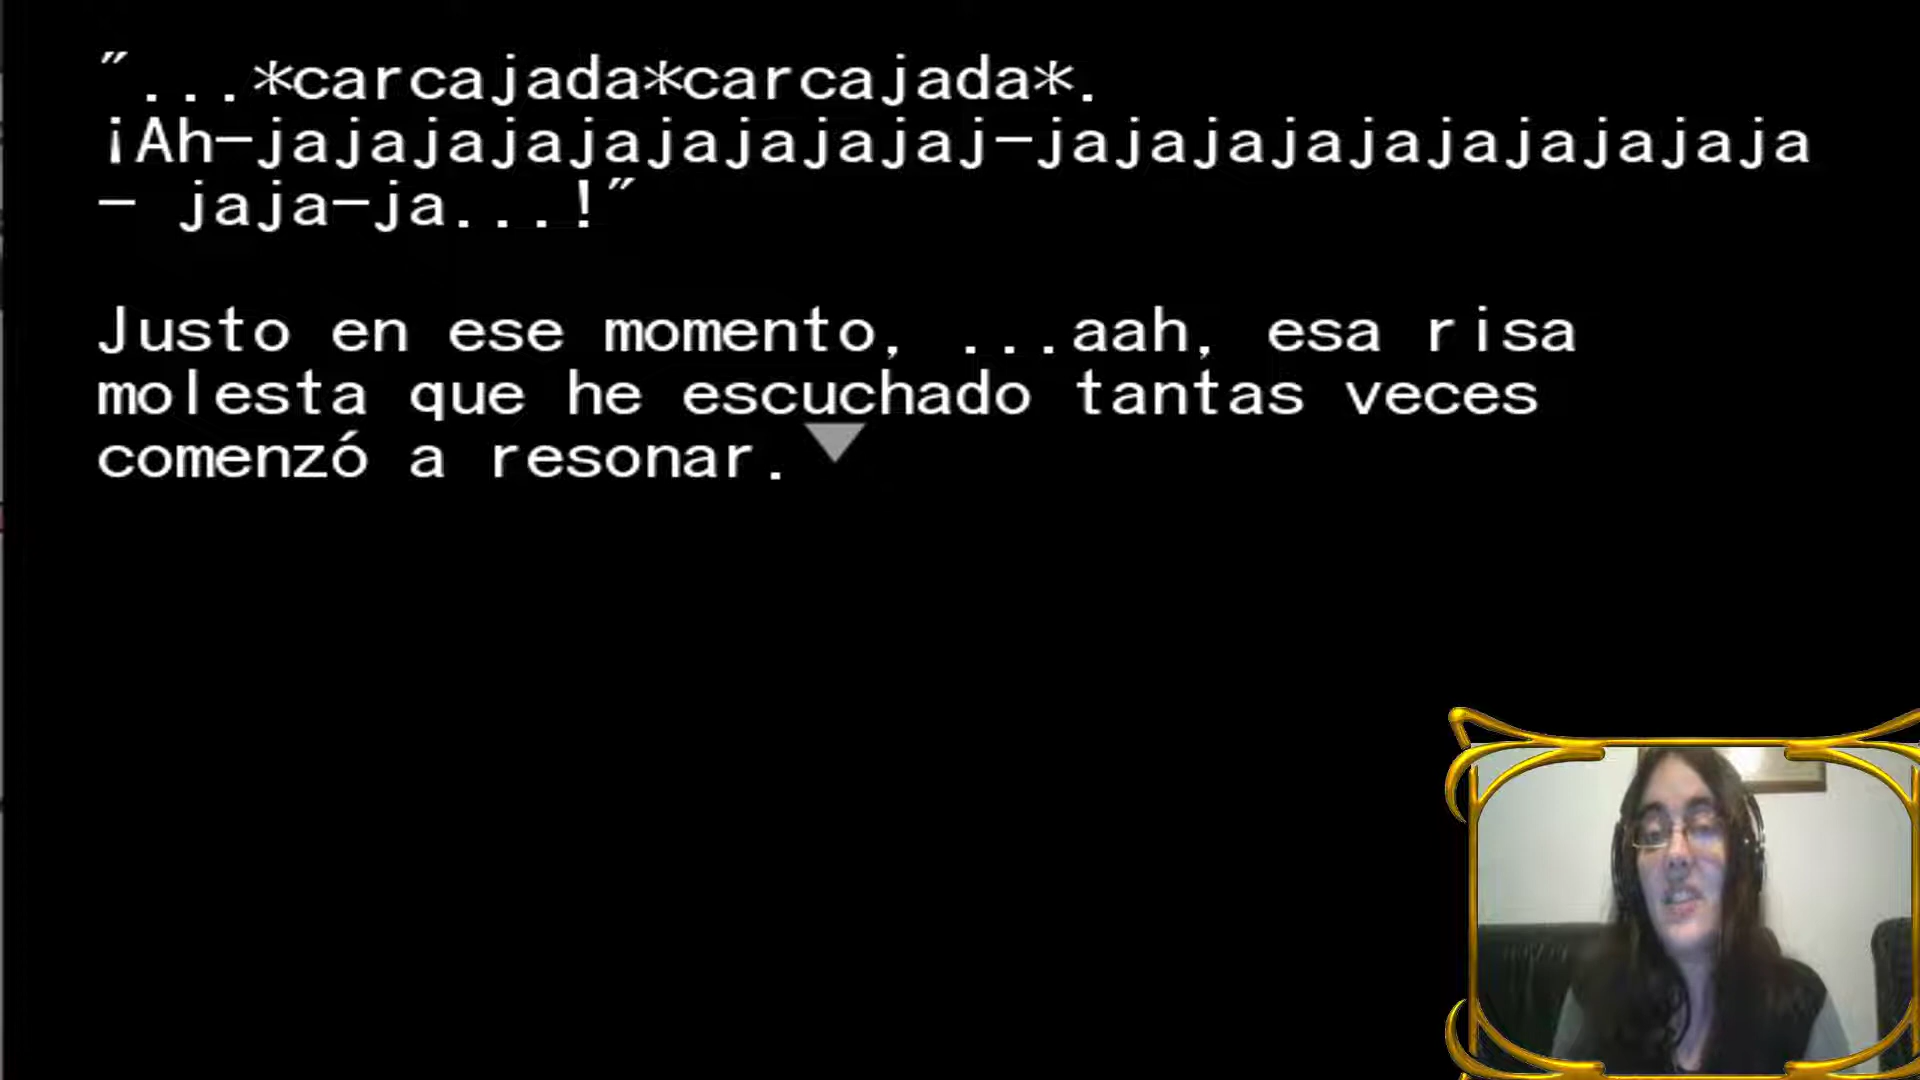 "...*carcajada*carcajada*.
¡Ah-jajajajajajajajajaj-jajajajajajajajajaja
- jaja-ja...!"
Justo en ese momento, ...aah, esa risa
molesta que he escuchado tantas veces
comenzó a resonar.